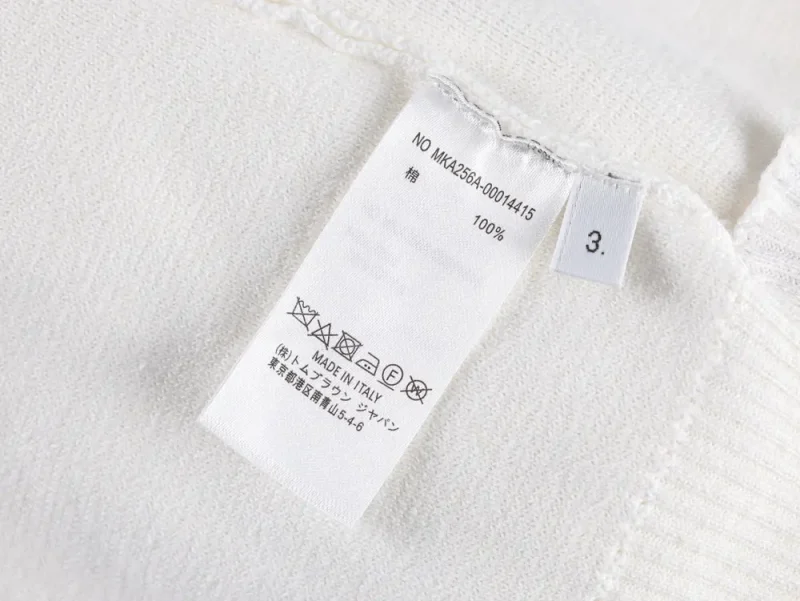 NO MKA256A-00014415
棉
100%
F
W
MADE IN ITALY
(株)トムブラウン ジャパン
東京都港区南青山5-4-6
3.